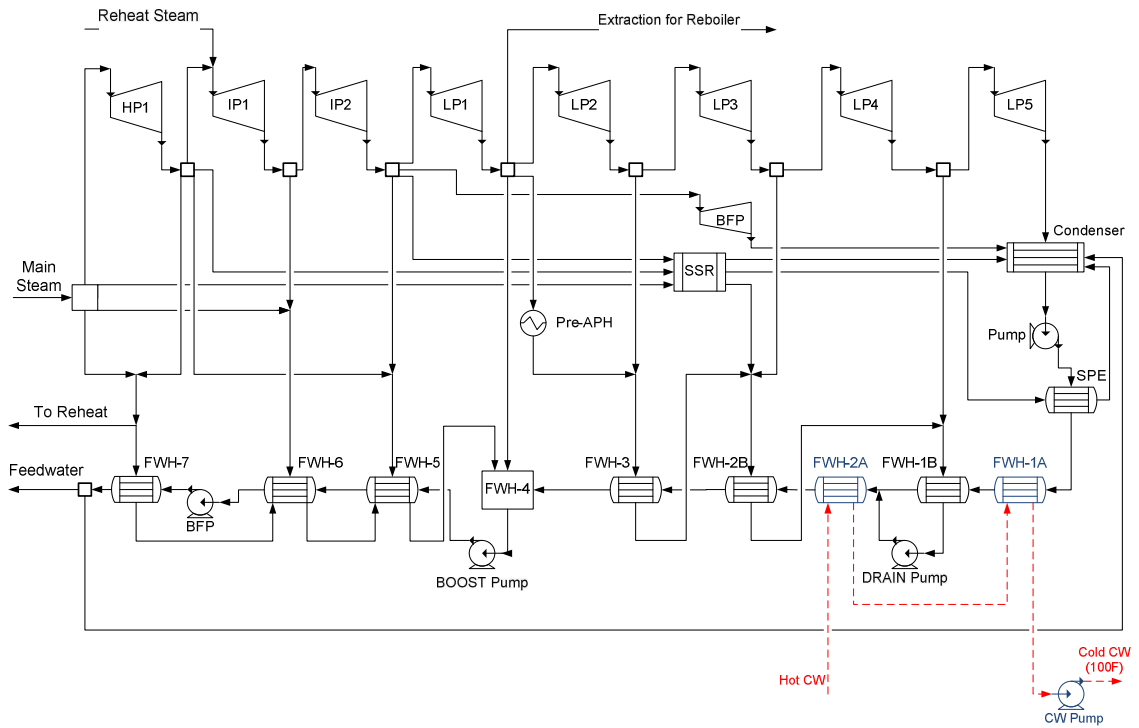 Reheat Steam
Extraction for Reboiler
HP1
IP1
IP2
LP1
LP2
LP3
LP4
LP5
BFP
Condenser
Main
Steam
SSR
Pre-APH
Pump
SPE
To Reheat
Feedwater
FWH-7
FWH-6
FWH-5
FWH-4
FWH-3
FWH-2B
FWH-2A
FWH-1B
FWH-1A
BFP
BOOST Pump
DRAIN Pump
Hot CW
Cold CW
(100F)
CW Pump